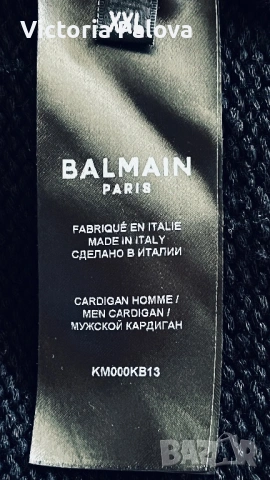 Victoria Palova
XXL
BALMAIN
PARIS
FABRIQUÉ EN ITALIE
MADE IN ITALY
СДЕЛАНО В ИТАЛИИ
CARDIGAN HOMME /
MEN CARDIGAN /
МУЖСКОЙ КАРДИГАН
KM000KB13
BAZAR